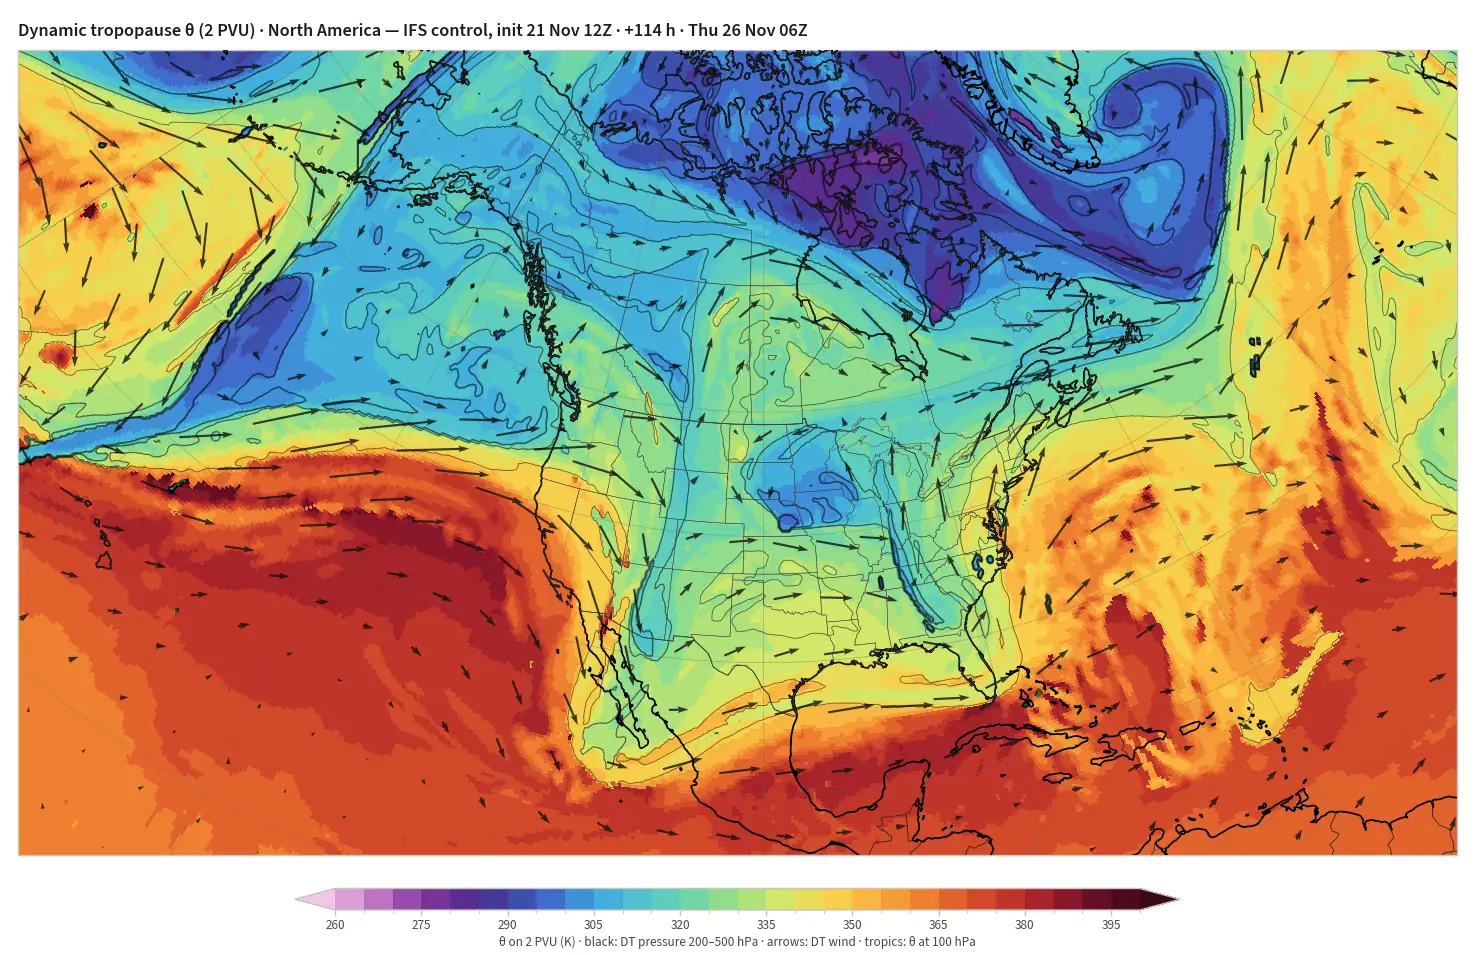 Dynamic tropopause θ (2 PVU) · North America — IFS control, init 21 Nov 12Z · +114 h · Thu 26 Nov 06Z
260 275 290 305 320 335 350 365 380 395
θ on 2 PVU (K) · black: DT pressure 200–500 hPa · arrows: DT wind · tropics: θ at 100 hPa